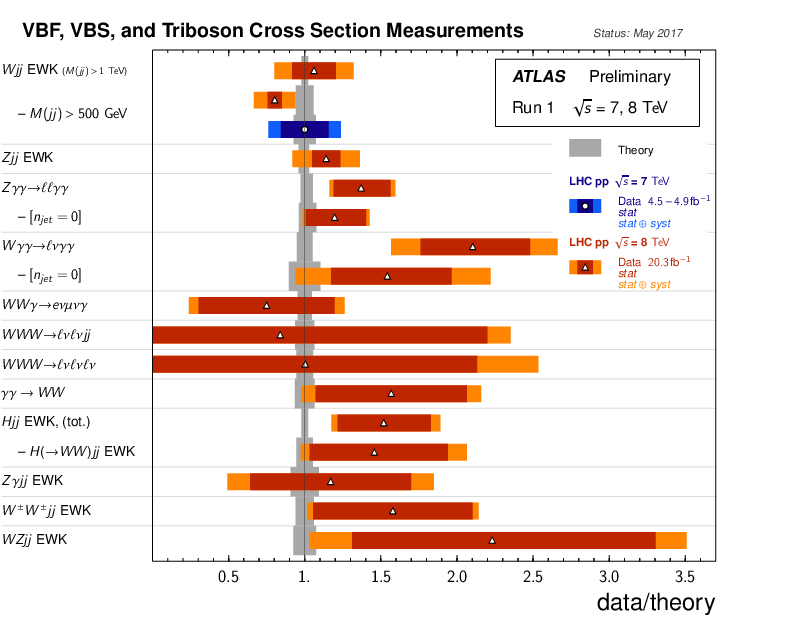 VBF, VBS, and Triboson Cross Section Measurements
Status: May 2017
Wjj EWK (M(jj) > 1 TeV)
ATLAS Preliminary
Run 1 √s = 7, 8 TeV
– M(jj) > 500 GeV
Theory
Zjj EWK
LHC pp √s = 7 TeV
Data 4.5 – 4.9 fb⁻¹
stat
stat ⊕ syst
Zγγ→ℓℓγγ
– [n_jet = 0]
LHC pp √s = 8 TeV
Data 20.3 fb⁻¹
stat
stat ⊕ syst
Wγγ→ℓνγγ
– [n_jet = 0]
WWγ→eνμνγ
WWW→ℓνℓνjj
WWW→ℓνℓνℓν
γγ → WW
Hjj EWK, (tot.)
– H(→WW)jj EWK
Zγjj EWK
W±W±jj EWK
WZjj EWK
0.5 1. 1.5 2.0 2.5 3.0 3.5
data/theory